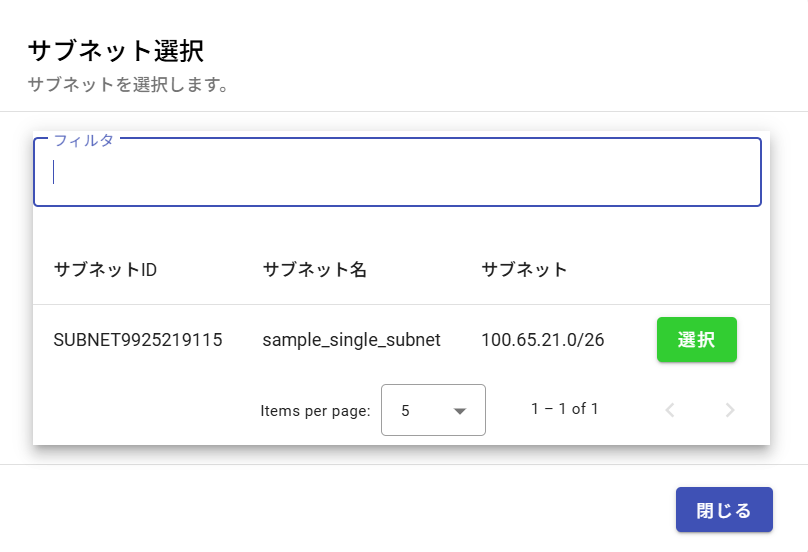 サブネット選択
サブネットを選択します。
フィルタ
サブネットID サブネット名 サブネット
SUBNET9925219115 sample_single_subnet 100.65.21.0/26 選択
Items per page: 5 1 – 1 of 1
閉じる